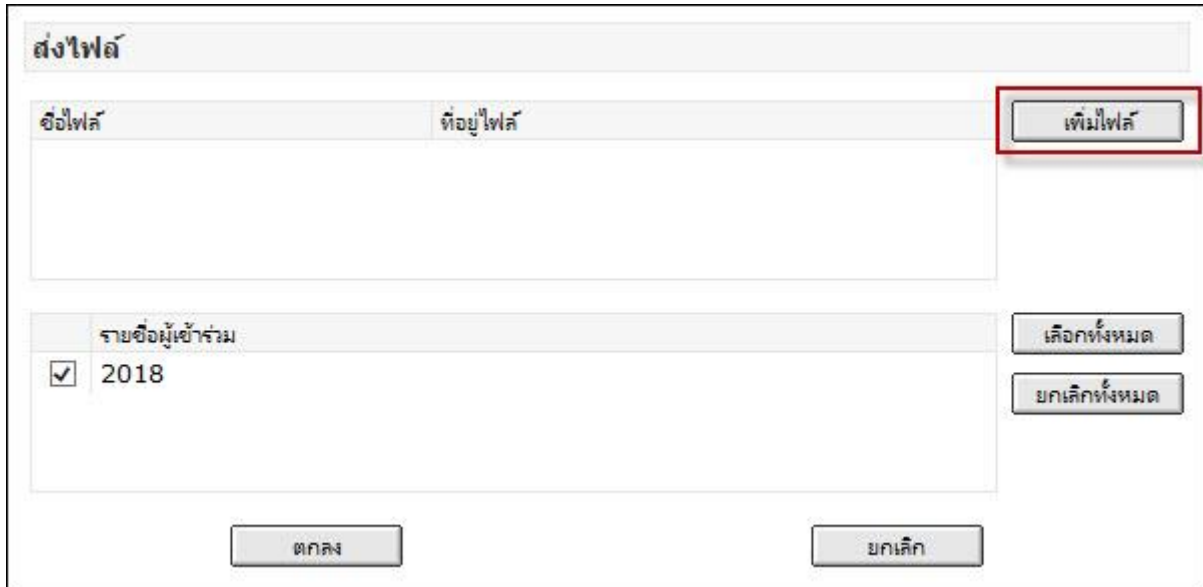 ส่งไฟล์
ชื่อไฟล์ ที่อยู่ไฟล์ เพิ่มไฟล์
รายชื่อผู้เข้าร่วม เลือกทั้งหมด
2018
ยกเลิกทั้งหมด
ตกลง ยกเลิก